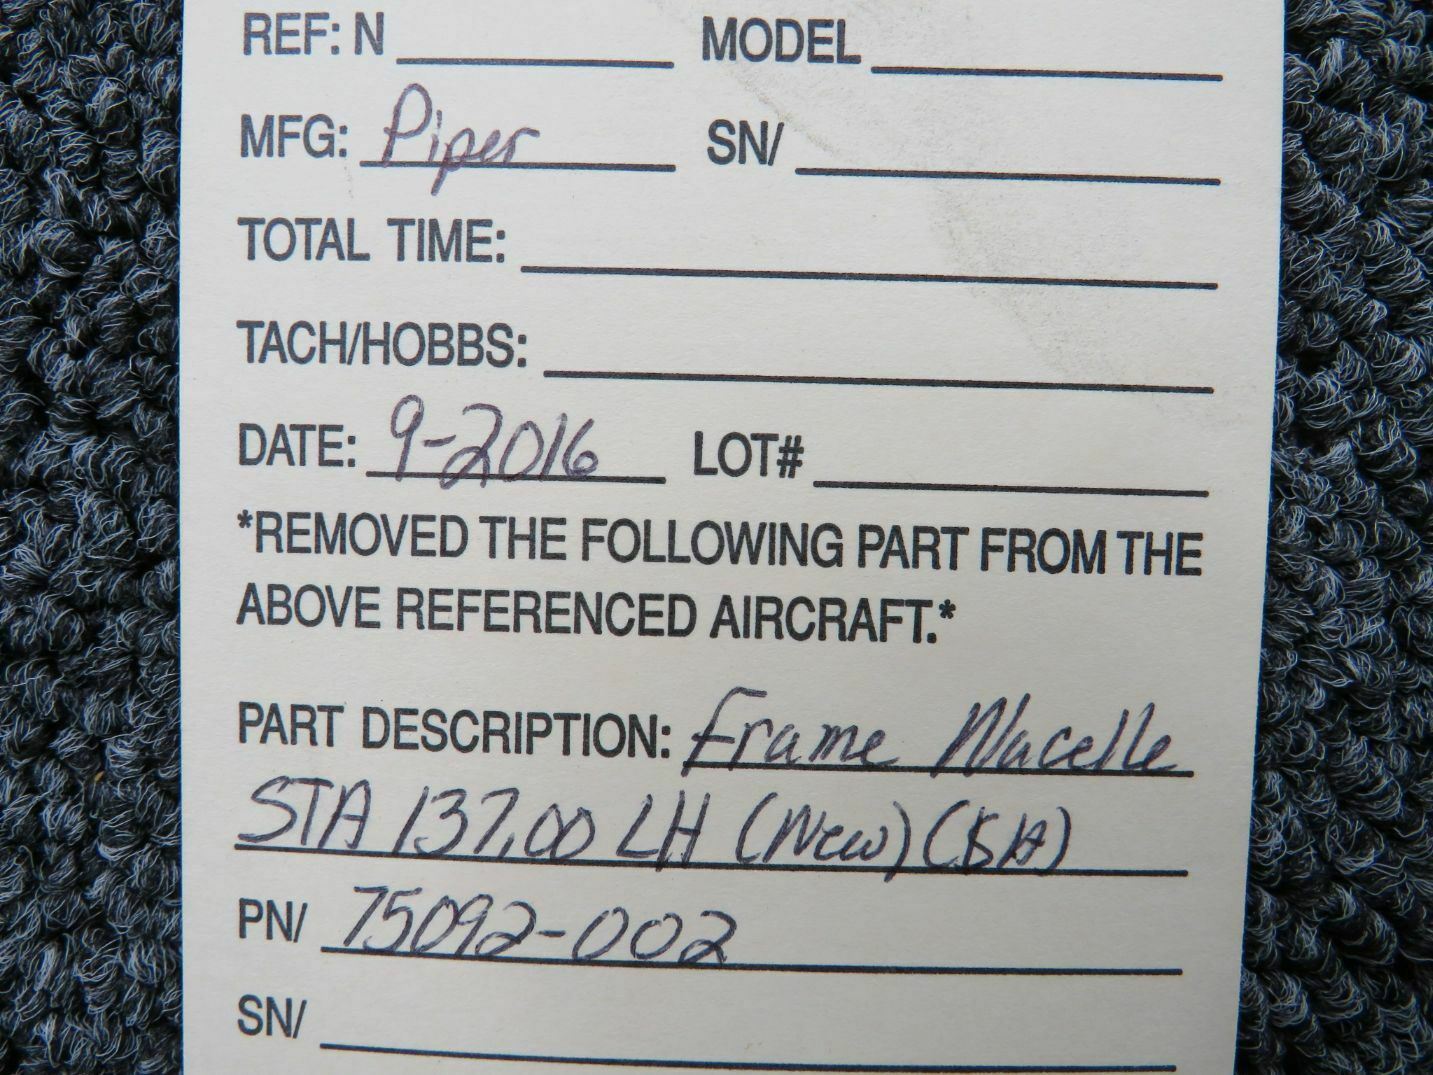 REF: N MODEL
MFG: Piper SN/
TOTAL TIME:
TACH/HOBBS:
DATE: 9-2016 LOT#
*REMOVED THE FOLLOWING PART FROM THE
ABOVE REFERENCED AIRCRAFT.*
PART DESCRIPTION: Frame Nacelle
STA 137.00 LH (New) (SA)
PN/ 75092-002
SN/